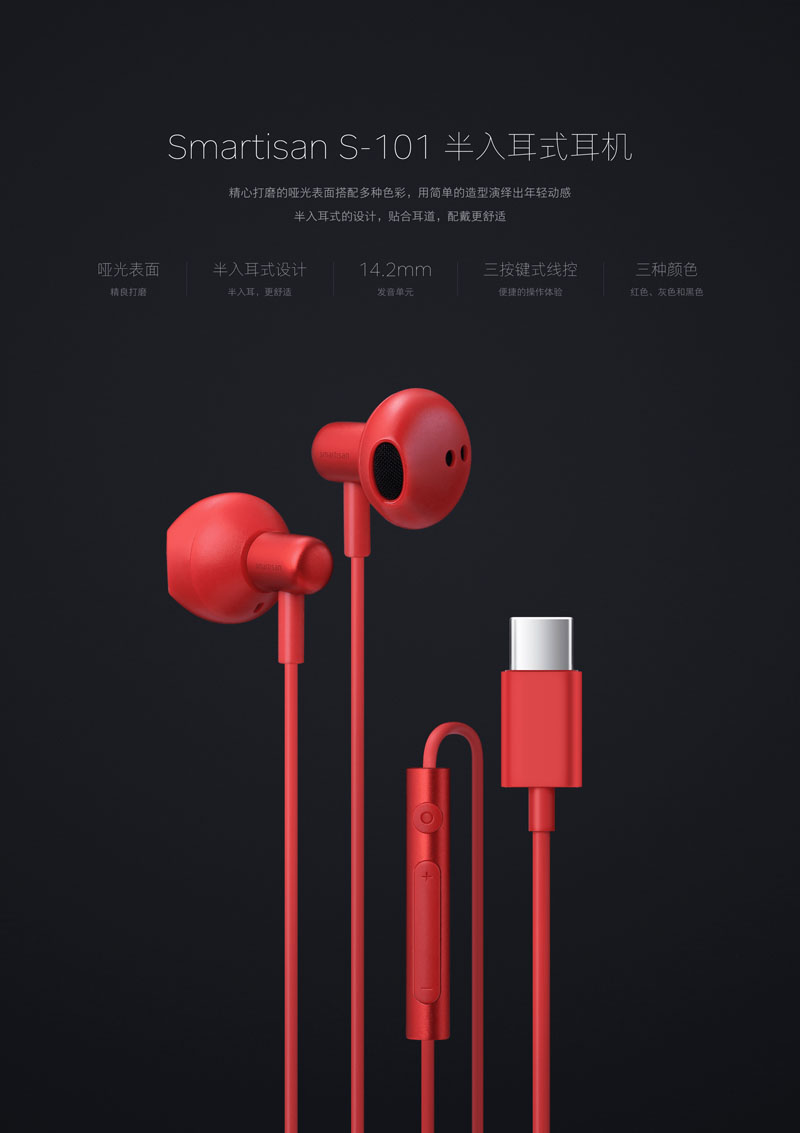 Smartisan S-101 半入耳式耳机
精心打磨的哑光表面搭配多种色彩，用简单的造型演绎出年轻动感
半入耳式的设计，贴合耳道，配戴更舒适
哑光表面 半入耳式设计 14.2mm 三按键式线控 三种颜色
精良打磨 半入耳，更舒适 发音单元 便捷的操作体验 红色、灰色和黑色
smartisan
smartisan
+
−